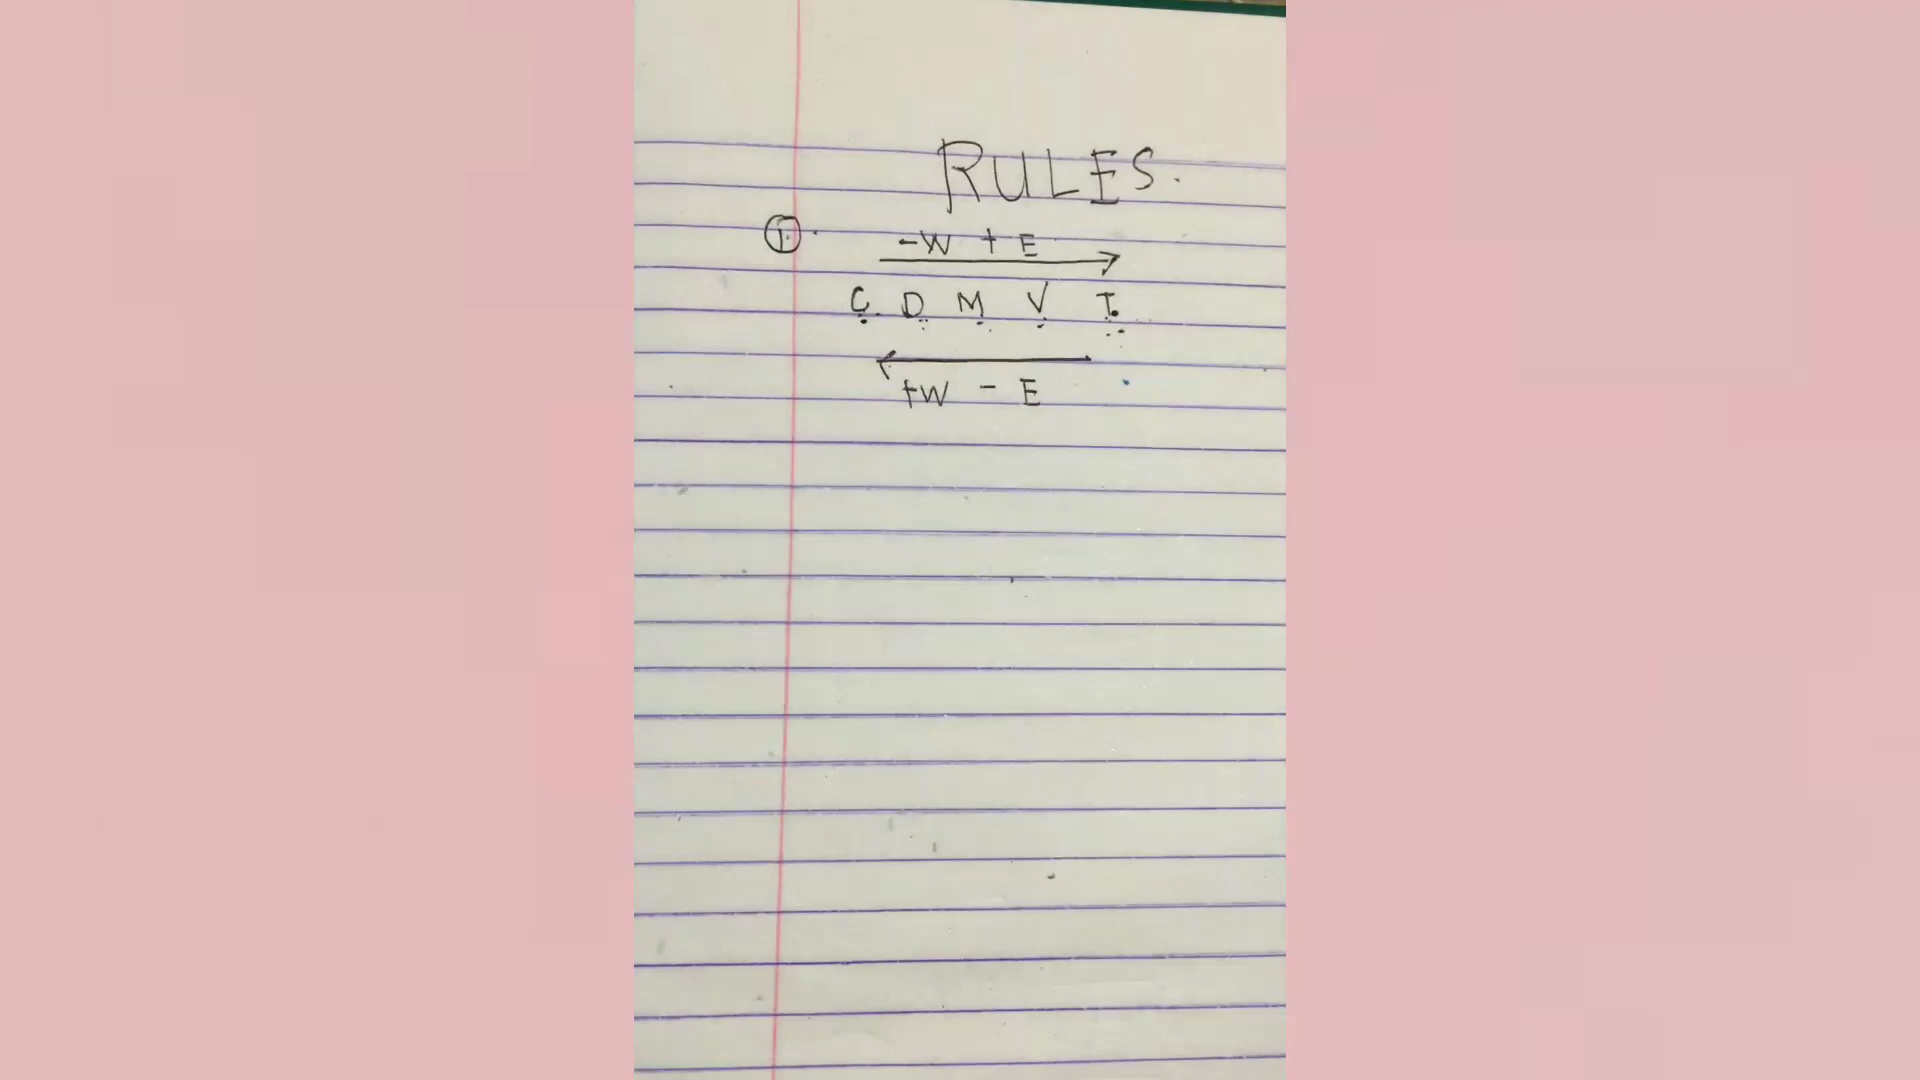 RULES.
① . -W + E
C. D M V T.
+W - E